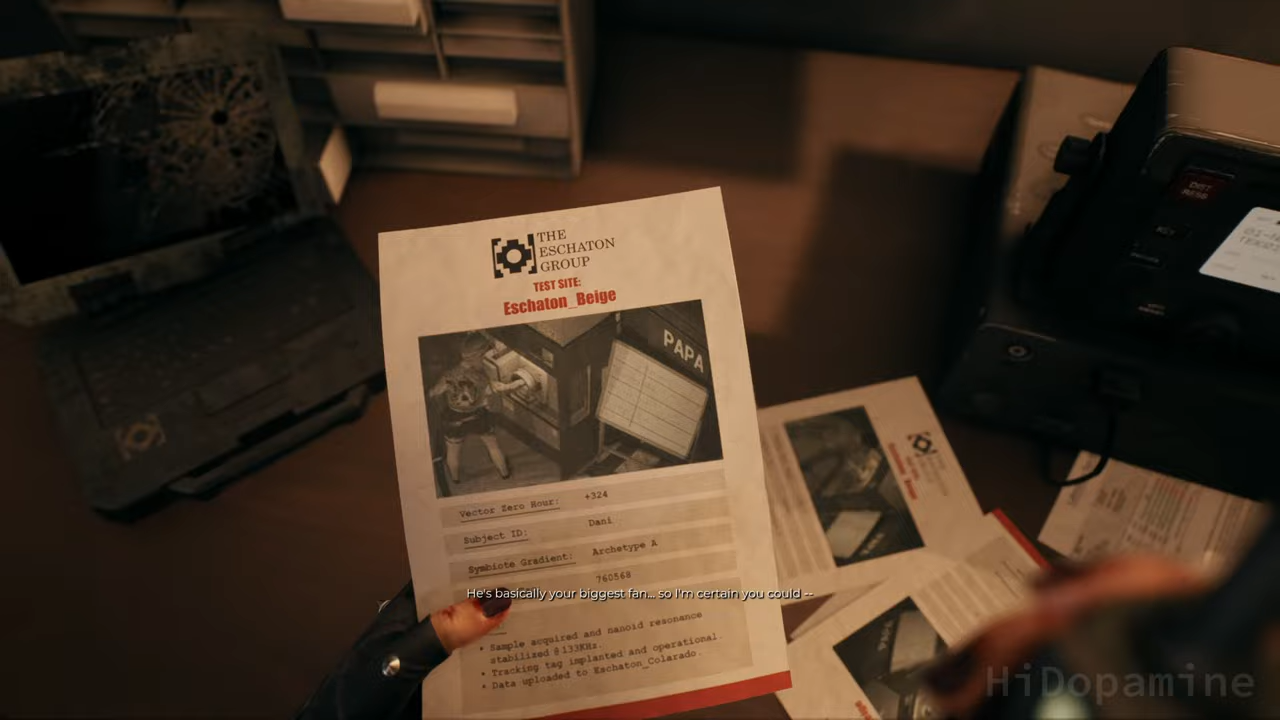 THE
ESCHATON
GROUP
TEST SITE:
Eschaton_Beige
PAPA
Vector Zero Hour: +324
Subject ID: Dani
Symbiote Gradient: Archetype A
760568
He's basically your biggest fan... so I'm certain you could --
• Sample acquired and nanoid resonance
stabilized @133KHz.
• Tracking tag implanted and operational.
• Data uploaded to Eschaton_Colarado.
HiDopamine